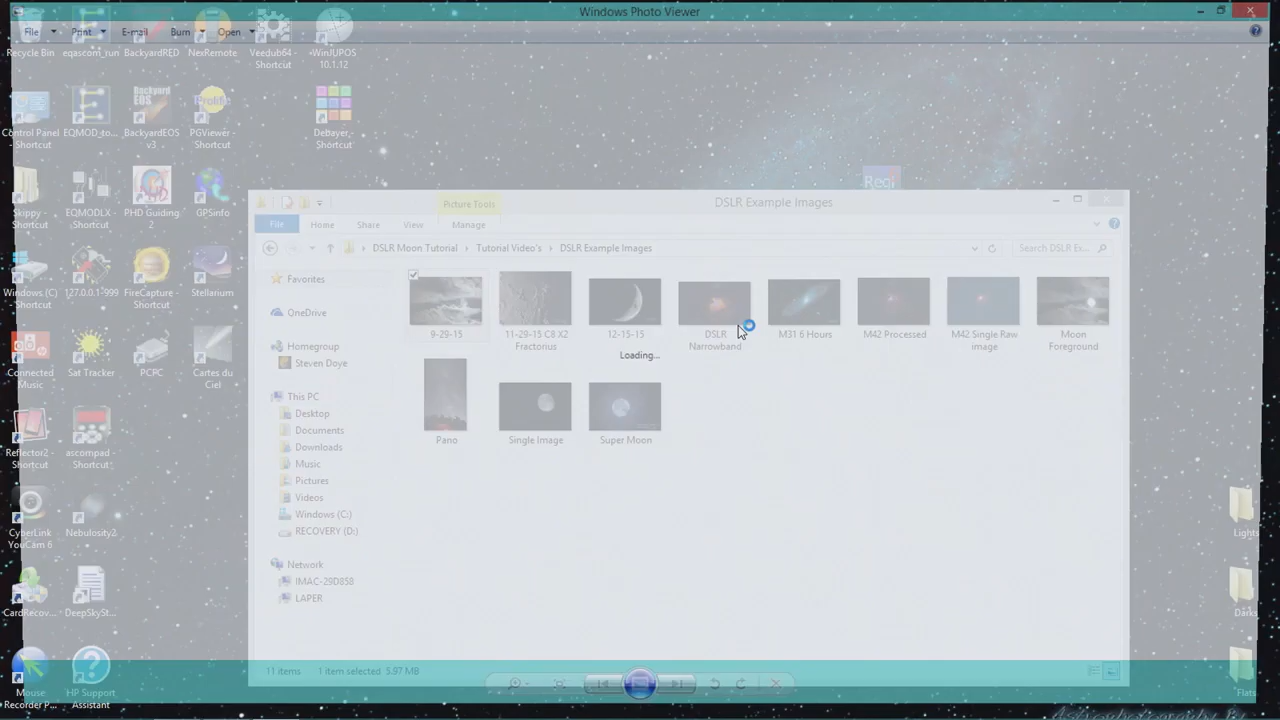 Windows Photo Viewer
File Print E-mail Burn Open
Recycle Bin
eqascom_run
BackyardRED
NexRemote
Veedub64 -
Shortcut
WinJUPOS
10.1.12
Control Panel
- Shortcut
EQMOD_to...
BackyardEOS
v3
PGViewer -
Shortcut
Debayer -
Shortcut
Backyard
EOS
Prolific
Regi
Skippy -
Shortcut
EQMODLX -
Shortcut
PHD Guiding
2
GPSinfo
Windows (C)
- Shortcut
127.0.0.1-999
FireCapture -
Shortcut
Stellarium
Connected
Music
Sat Tracker
PCPC
Cartes du
Ciel
Reflector2 -
Shortcut
ascompad -
Shortcut
CyberLink
YouCam 6
Nebulosity2
CardRecov...
DeepSkySt...
Mouse
Recorder P...
HP Support
Assistant
Picture Tools
DSLR Example Images
File Home Share View Manage
DSLR Moon Tutorial Tutorial Video's DSLR Example Images
Search DSLR Ex...
Favorites
OneDrive
Homegroup
Steven Doye
This PC
Desktop
Documents
Downloads
Music
Pictures
Videos
Windows (C:)
RECOVERY (D:)
Network
IMAC-29D858
LAPER
9-29-15
11-29-15 C8 X2
Fractorius
12-15-15
DSLR
Narrowband
M31 6 Hours
M42 Processed
M42 Single Raw
image
Moon
Foreground
Loading...
Pano
Single Image
Super Moon
11 items 1 item selected 5.97 MB
Lights
Darks
Flats